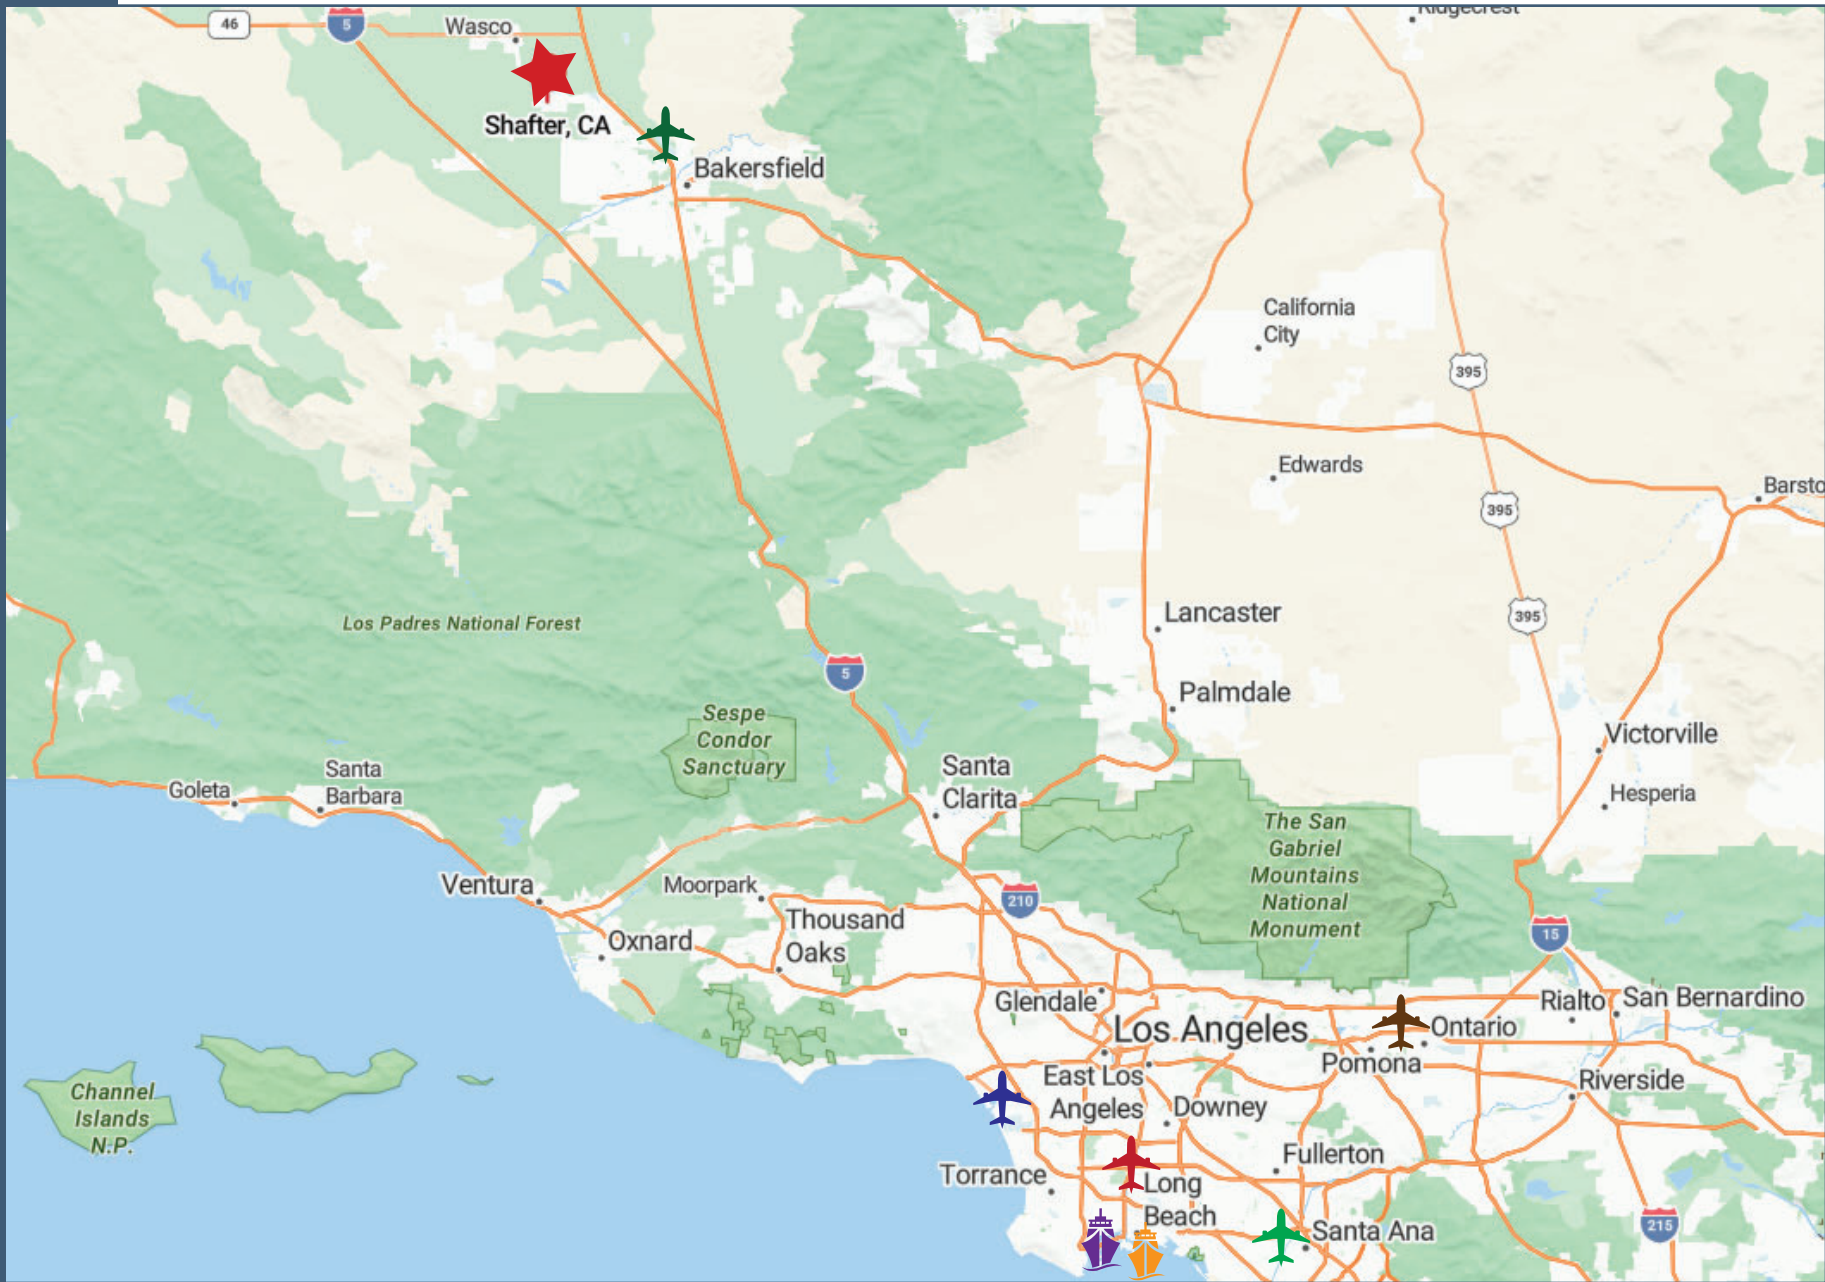 Ridgecrest
46
5
Wasco
Shafter, CA
Bakersfield
California
City
395
Edwards
395
Barsto
Lancaster
395
Los Padres National Forest
5
Palmdale
Sespe
Condor
Sanctuary
Victorville
Santa
Clarita
Santa
Barbara
Goleta
Hesperia
The San
Gabriel
Mountains
National
Monument
Ventura
Moorpark
210
Thousand
Oaks
Oxnard
15
Glendale
Rialto
San Bernardino
Los Angeles
Ontario
Pomona
East Los
Angeles
Riverside
Channel
Islands
N.P.
Downey
Fullerton
Torrance
Long
Beach
Santa Ana
215